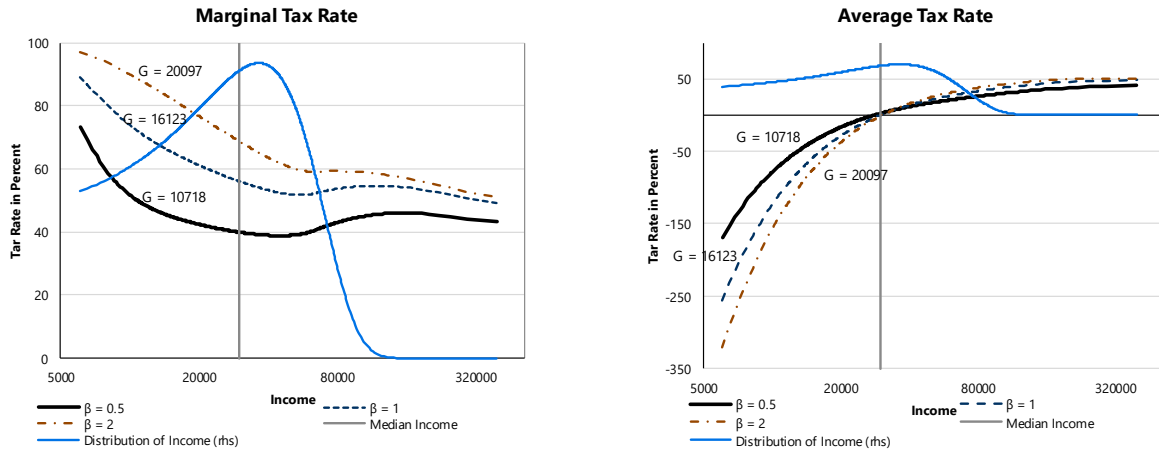 Marginal Tax Rate
Tar Rate in Percent
100
80
60
40
20
0
G = 20097
G = 16123
G = 10718
5000
20000
80000
320000
Income
β = 0.5
β = 1
β = 2
Median Income
Distribution of Income (rhs)
Average Tax Rate
Tar Rate in Percent
50
-50
-150
-250
-350
G = 10718
G = 20097
G = 16123
5000
20000
80000
320000
Income
β = 0.5
β = 1
β = 2
Median Income
Distribution of Income (rhs)